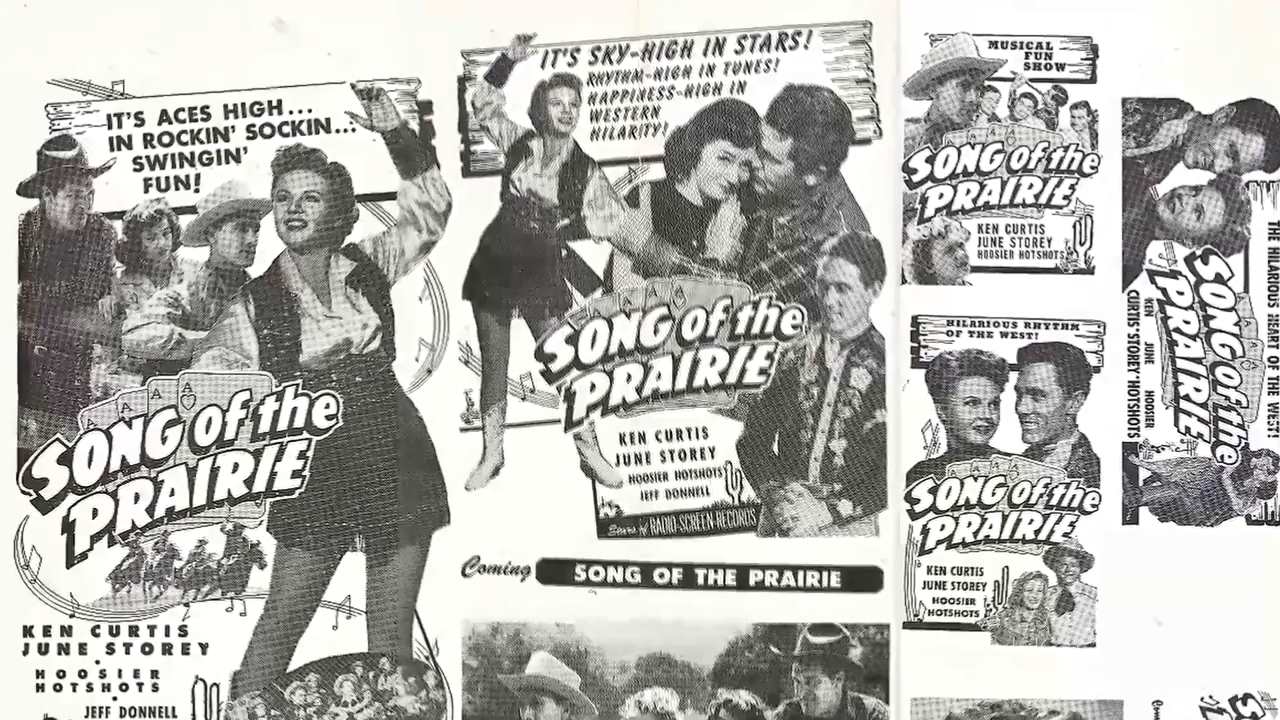 IT'S ACES HIGH...
IN ROCKIN' SOCKIN...
SWINGIN'
FUN!
A A A A
SONG of the
PRAIRIE
KEN CURTIS
JUNE STOREY
HOOSIER
HOTSHOTS
JEFF DONNELL
IT'S SKY-HIGH IN STARS!
RHYTHM-HIGH IN TUNES!
HAPPINESS-HIGH IN
WESTERN
HILARITY!
SONG of the
PRAIRIE
KEN CURTIS
JUNE STOREY
HOOSIER HOTSHOTS
JEFF DONNELL
Stars of RADIO-SCREEN-RECORDS
Coming SONG OF THE PRAIRIE
MUSICAL
FUN
SHOW
SONG of the
PRAIRIE
KEN CURTIS
JUNE STOREY
HOOSIER HOTSHOTS
HILARIOUS RHYTHM
OF THE WEST!
SONG of the
PRAIRIE
KEN CURTIS
JUNE STOREY
HOOSIER
HOTSHOTS
THE HILARIOUS HEART OF THE WEST!
SONG of the
PRAIRIE
KEN JUNE HOOSIER
CURTIS*STOREY*HOTSHOTS